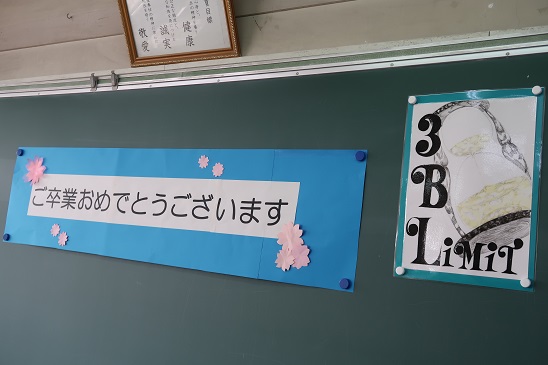 敬愛
誠実
健康
ご卒業おめでとうございます
3
B
LiMiT